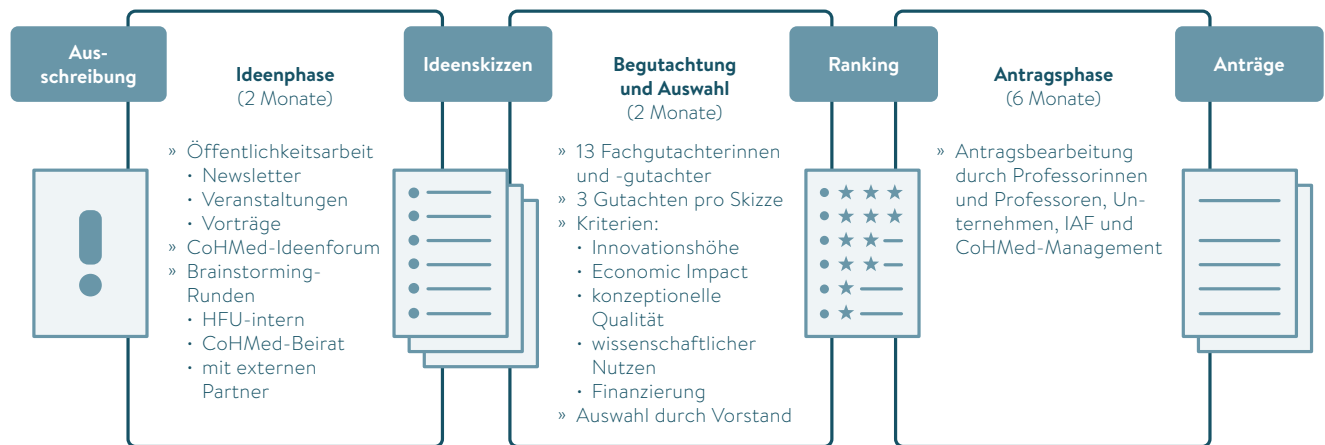 Aus-
schreibung
Ideenphase
(2 Monate)
» Öffentlichkeitsarbeit
· Newsletter
· Veranstaltungen
· Vorträge
» CoHMed-Ideenforum
» Brainstorming-
Runden
· HFU-intern
· CoHMed-Beirat
· mit externen
Partner
Ideenskizzen
Begutachtung
und Auswahl
(2 Monate)
» 13 Fachgutachterinnen
und -gutachter
» 3 Gutachten pro Skizze
» Kriterien:
· Innovationshöhe
· Economic Impact
· konzeptionelle
Qualität
· wissenschaftlicher
Nutzen
· Finanzierung
» Auswahl durch Vorstand
Ranking
Antragsphase
(6 Monate)
» Antragsbearbeitung
durch Professorinnen
und Professoren, Un-
ternehmen, IAF und
CoHMed-Management
Anträge